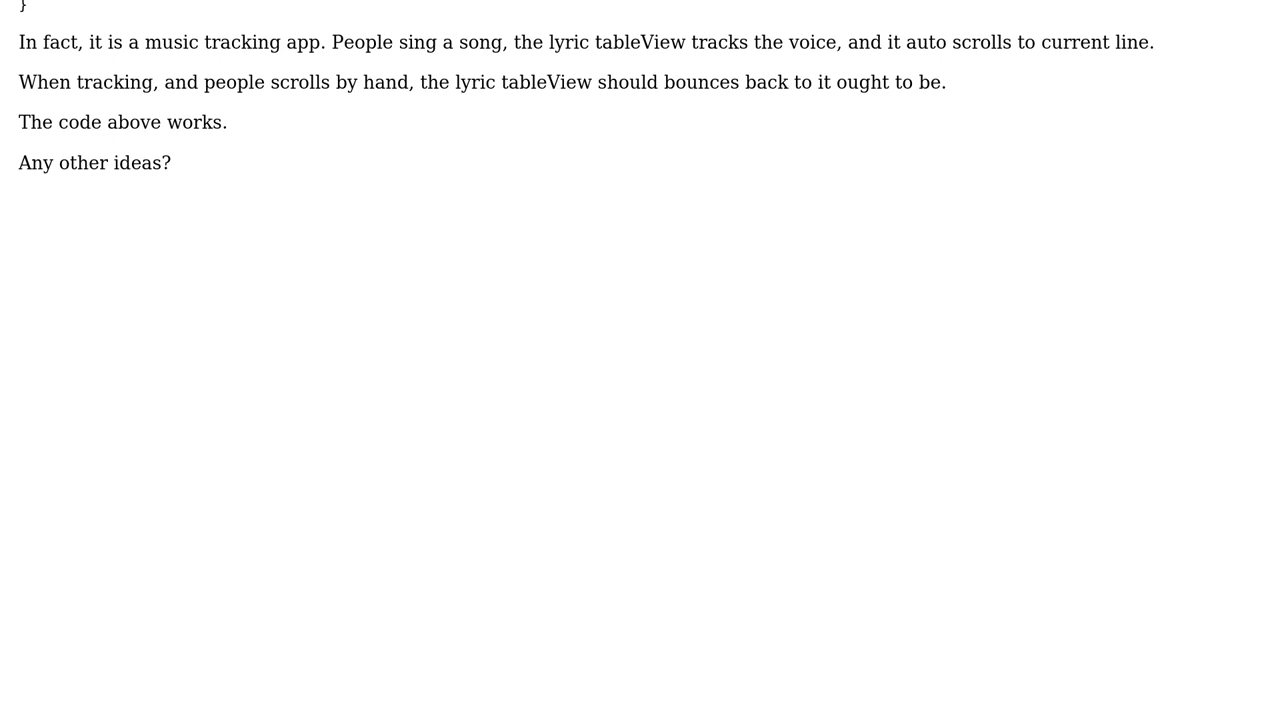 }
In fact, it is a music tracking app. People sing a song, the lyric tableView tracks the voice, and it auto scrolls to current line.
When tracking, and people scrolls by hand, the lyric tableView should bounces back to it ought to be.
The code above works.
Any other ideas?